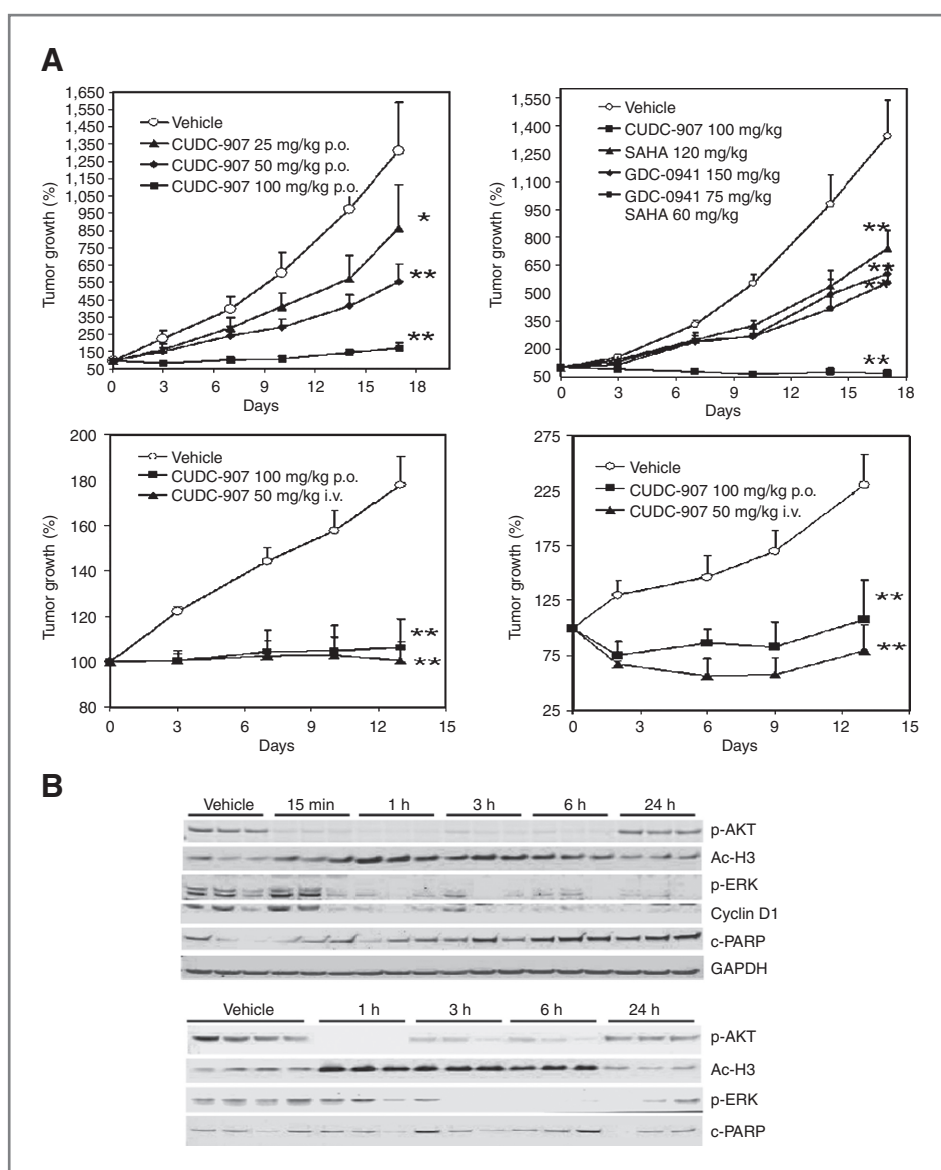 A
1,650
1,550
1,450
1,350
1,250
1,150
1,050
950
850
750
650
550
450
350
250
150
50
Tumor growth (%)
Vehicle
CUDC-907 25 mg/kg p.o.
CUDC-907 50 mg/kg p.o.
CUDC-907 100 mg/kg p.o.
*
**
**
0 3 6 9 12 15 18
Days
1,550
1,400
1,250
1,100
950
800
650
500
350
200
50
Tumor growth (%)
Vehicle
CUDC-907 100 mg/kg
SAHA 120 mg/kg
GDC-0941 150 mg/kg
GDC-0941 75 mg/kg
SAHA 60 mg/kg
**
**
**
**
0 3 6 9 12 15 18
Days
200
180
160
140
120
100
80
Tumor growth (%)
Vehicle
CUDC-907 100 mg/kg p.o.
CUDC-907 50 mg/kg i.v.
**
**
0 3 6 9 12 15
Days
275
225
175
125
75
25
Tumor growth (%)
Vehicle
CUDC-907 100 mg/kg p.o.
CUDC-907 50 mg/kg i.v.
**
**
0 3 6 9 12 15
Days
B
Vehicle 15 min 1 h 3 h 6 h 24 h
p-AKT
Ac-H3
p-ERK
Cyclin D1
c-PARP
GAPDH
Vehicle 1 h 3 h 6 h 24 h
p-AKT
Ac-H3
p-ERK
c-PARP